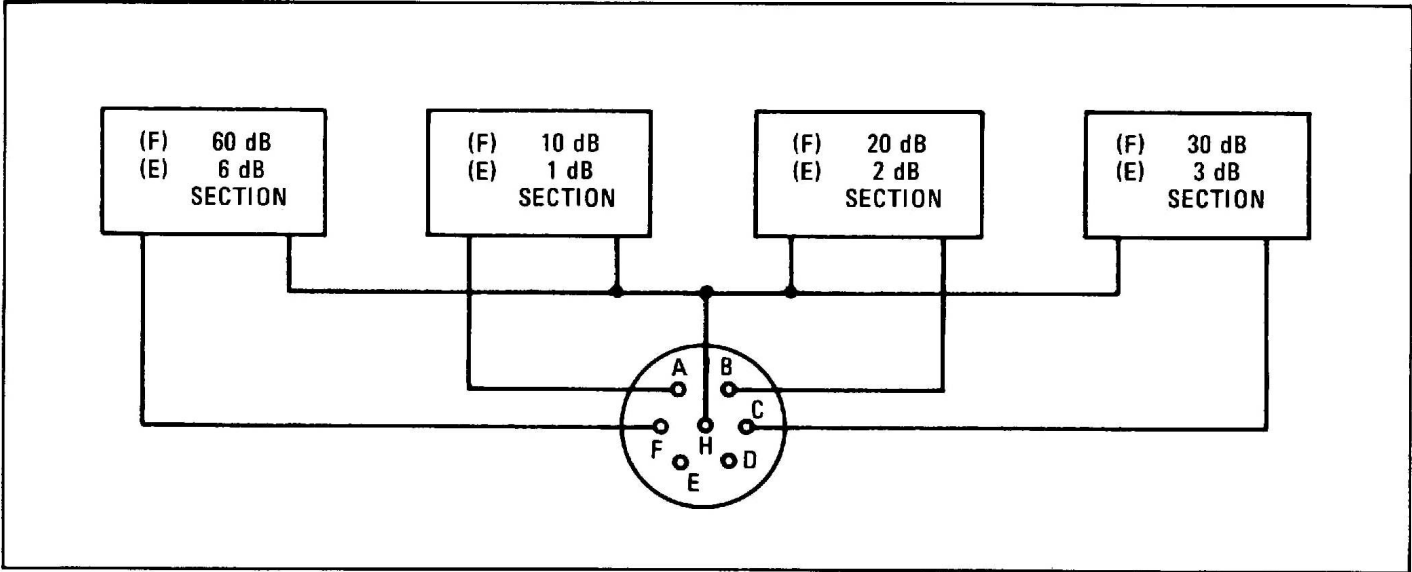 (F) 60 dB
(E) 6 dB
SECTION
(F) 10 dB
(E) 1 dB
SECTION
(F) 20 dB
(E) 2 dB
SECTION
(F) 30 dB
(E) 3 dB
SECTION
A B
C
F H D
E